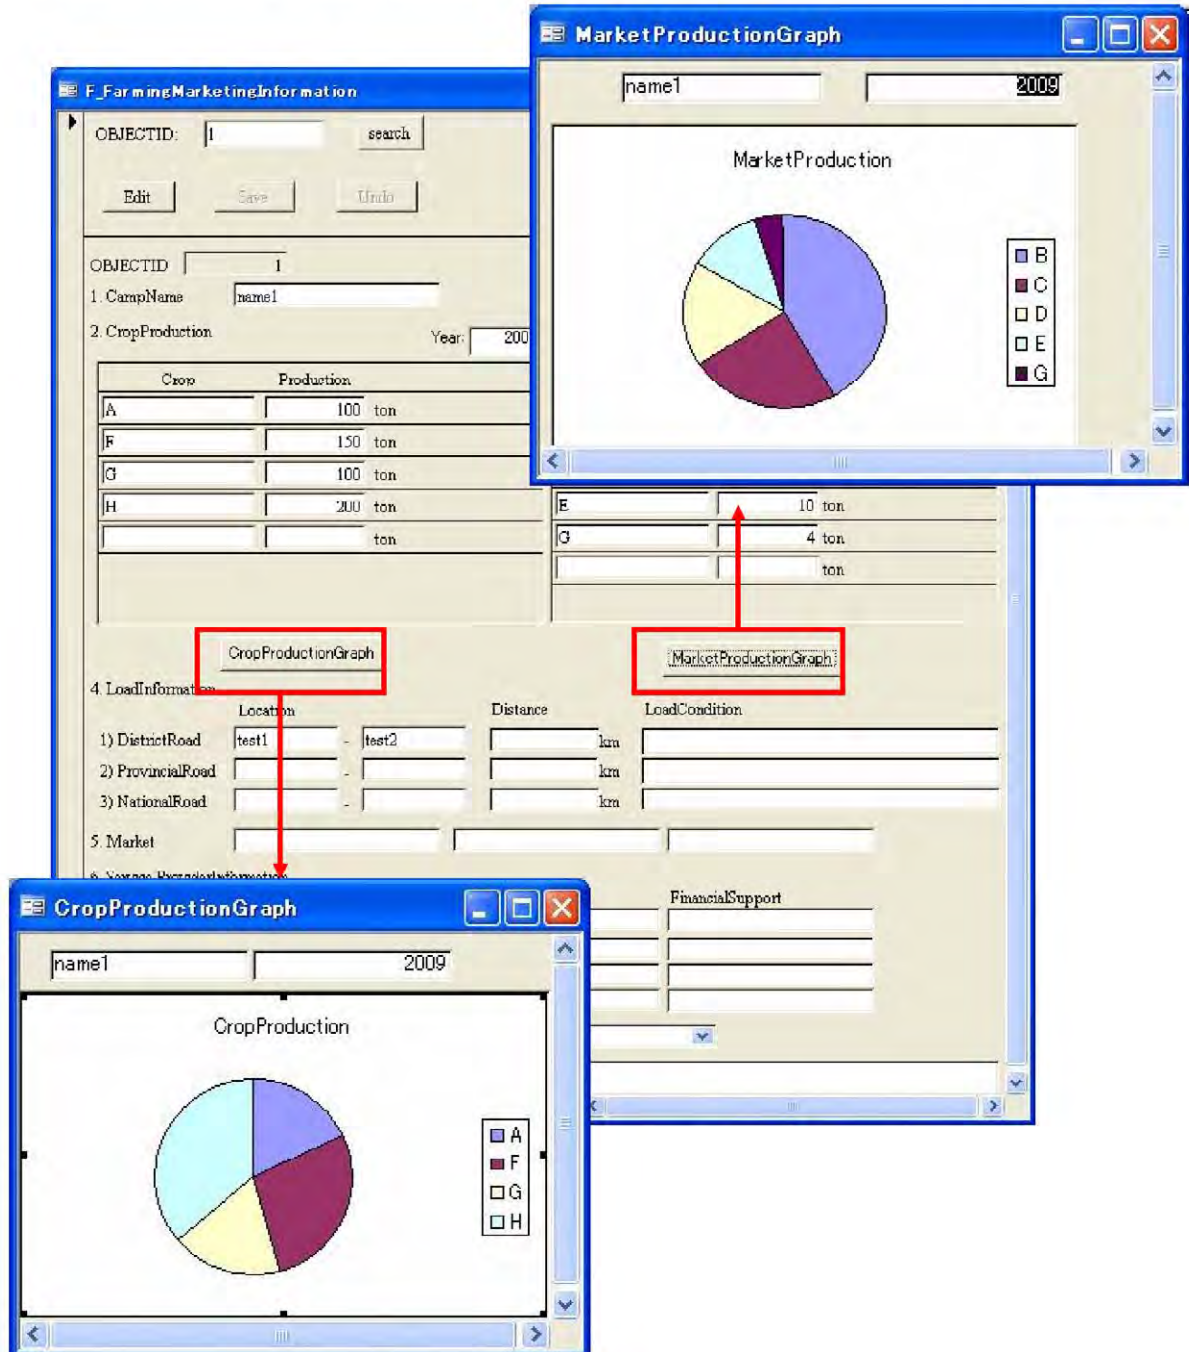 MarketProductionGraph
name1 2009
MarketProduction
B
C
D
E
G
F_FarmingMarketingInformation
OBJECTID: 1 search
Edit Save Undo
OBJECTID 1
1. CampName name1
2. CropProduction Year: 200
Crop Production
A 100 ton
F 150 ton
G 100 ton
H 200 ton
ton
E 10 ton
G 4 ton
ton
CropProductionGraph MarketProductionGraph
4. LoadInformation
Location Distance LoadCondition
1) DistrictRoad test1 - test2 km
2) ProvincialRoad - km
3) NationalRoad - km
5. Market
FinancialSupport
CropProductionGraph
name1 2009
CropProduction
A
F
G
H